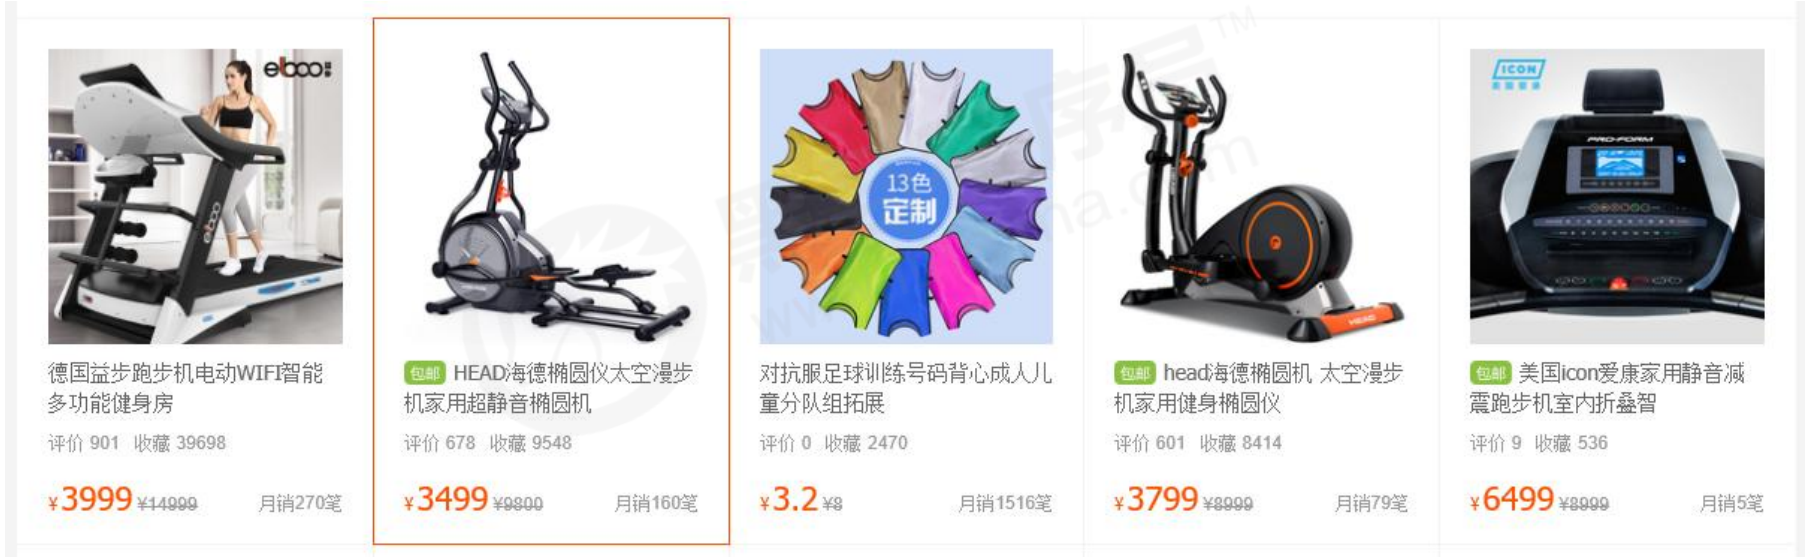 eboo
eboo
德国益步跑步机电动WIFI智能
多功能健身房
评价 901 收藏 39698
¥3999 ¥14999 月销270笔
包邮 HEAD海德椭圆仪太空漫步
机家用超静音椭圆机
评价 678 收藏 9548
¥3499 ¥9800 月销160笔
13色
定制
对抗服足球训练号码背心成人儿
童分队组拓展
评价 0 收藏 2470
¥3.2 ¥8 月销1516笔
HEAD
包邮 head海德椭圆机 太空漫步
机家用健身椭圆仪
评价 601 收藏 8414
¥3799 ¥8999 月销79笔
ICON
PRO-FORM
包邮 美国icon爱康家用静音减
震跑步机室内折叠智
评价 9 收藏 536
¥6499 ¥8999 月销5笔